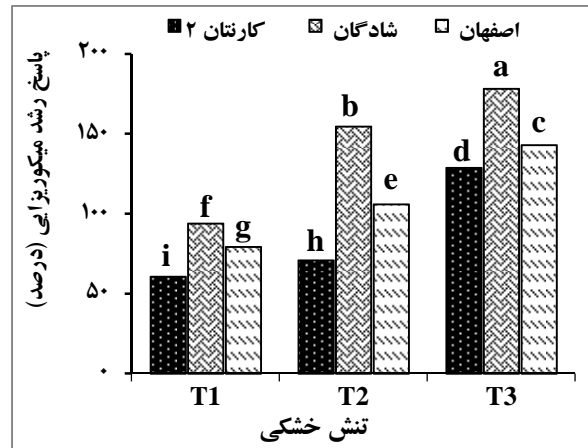 کارنتان ۲ شادگان اصفهان
پاسخ رشد میکوریزایی (درصد)
۲۰۰
۱۵۰
۱۰۰
۵۰
۰
i f g
h b e
d a c
T1 T2 T3
تنش خشکی